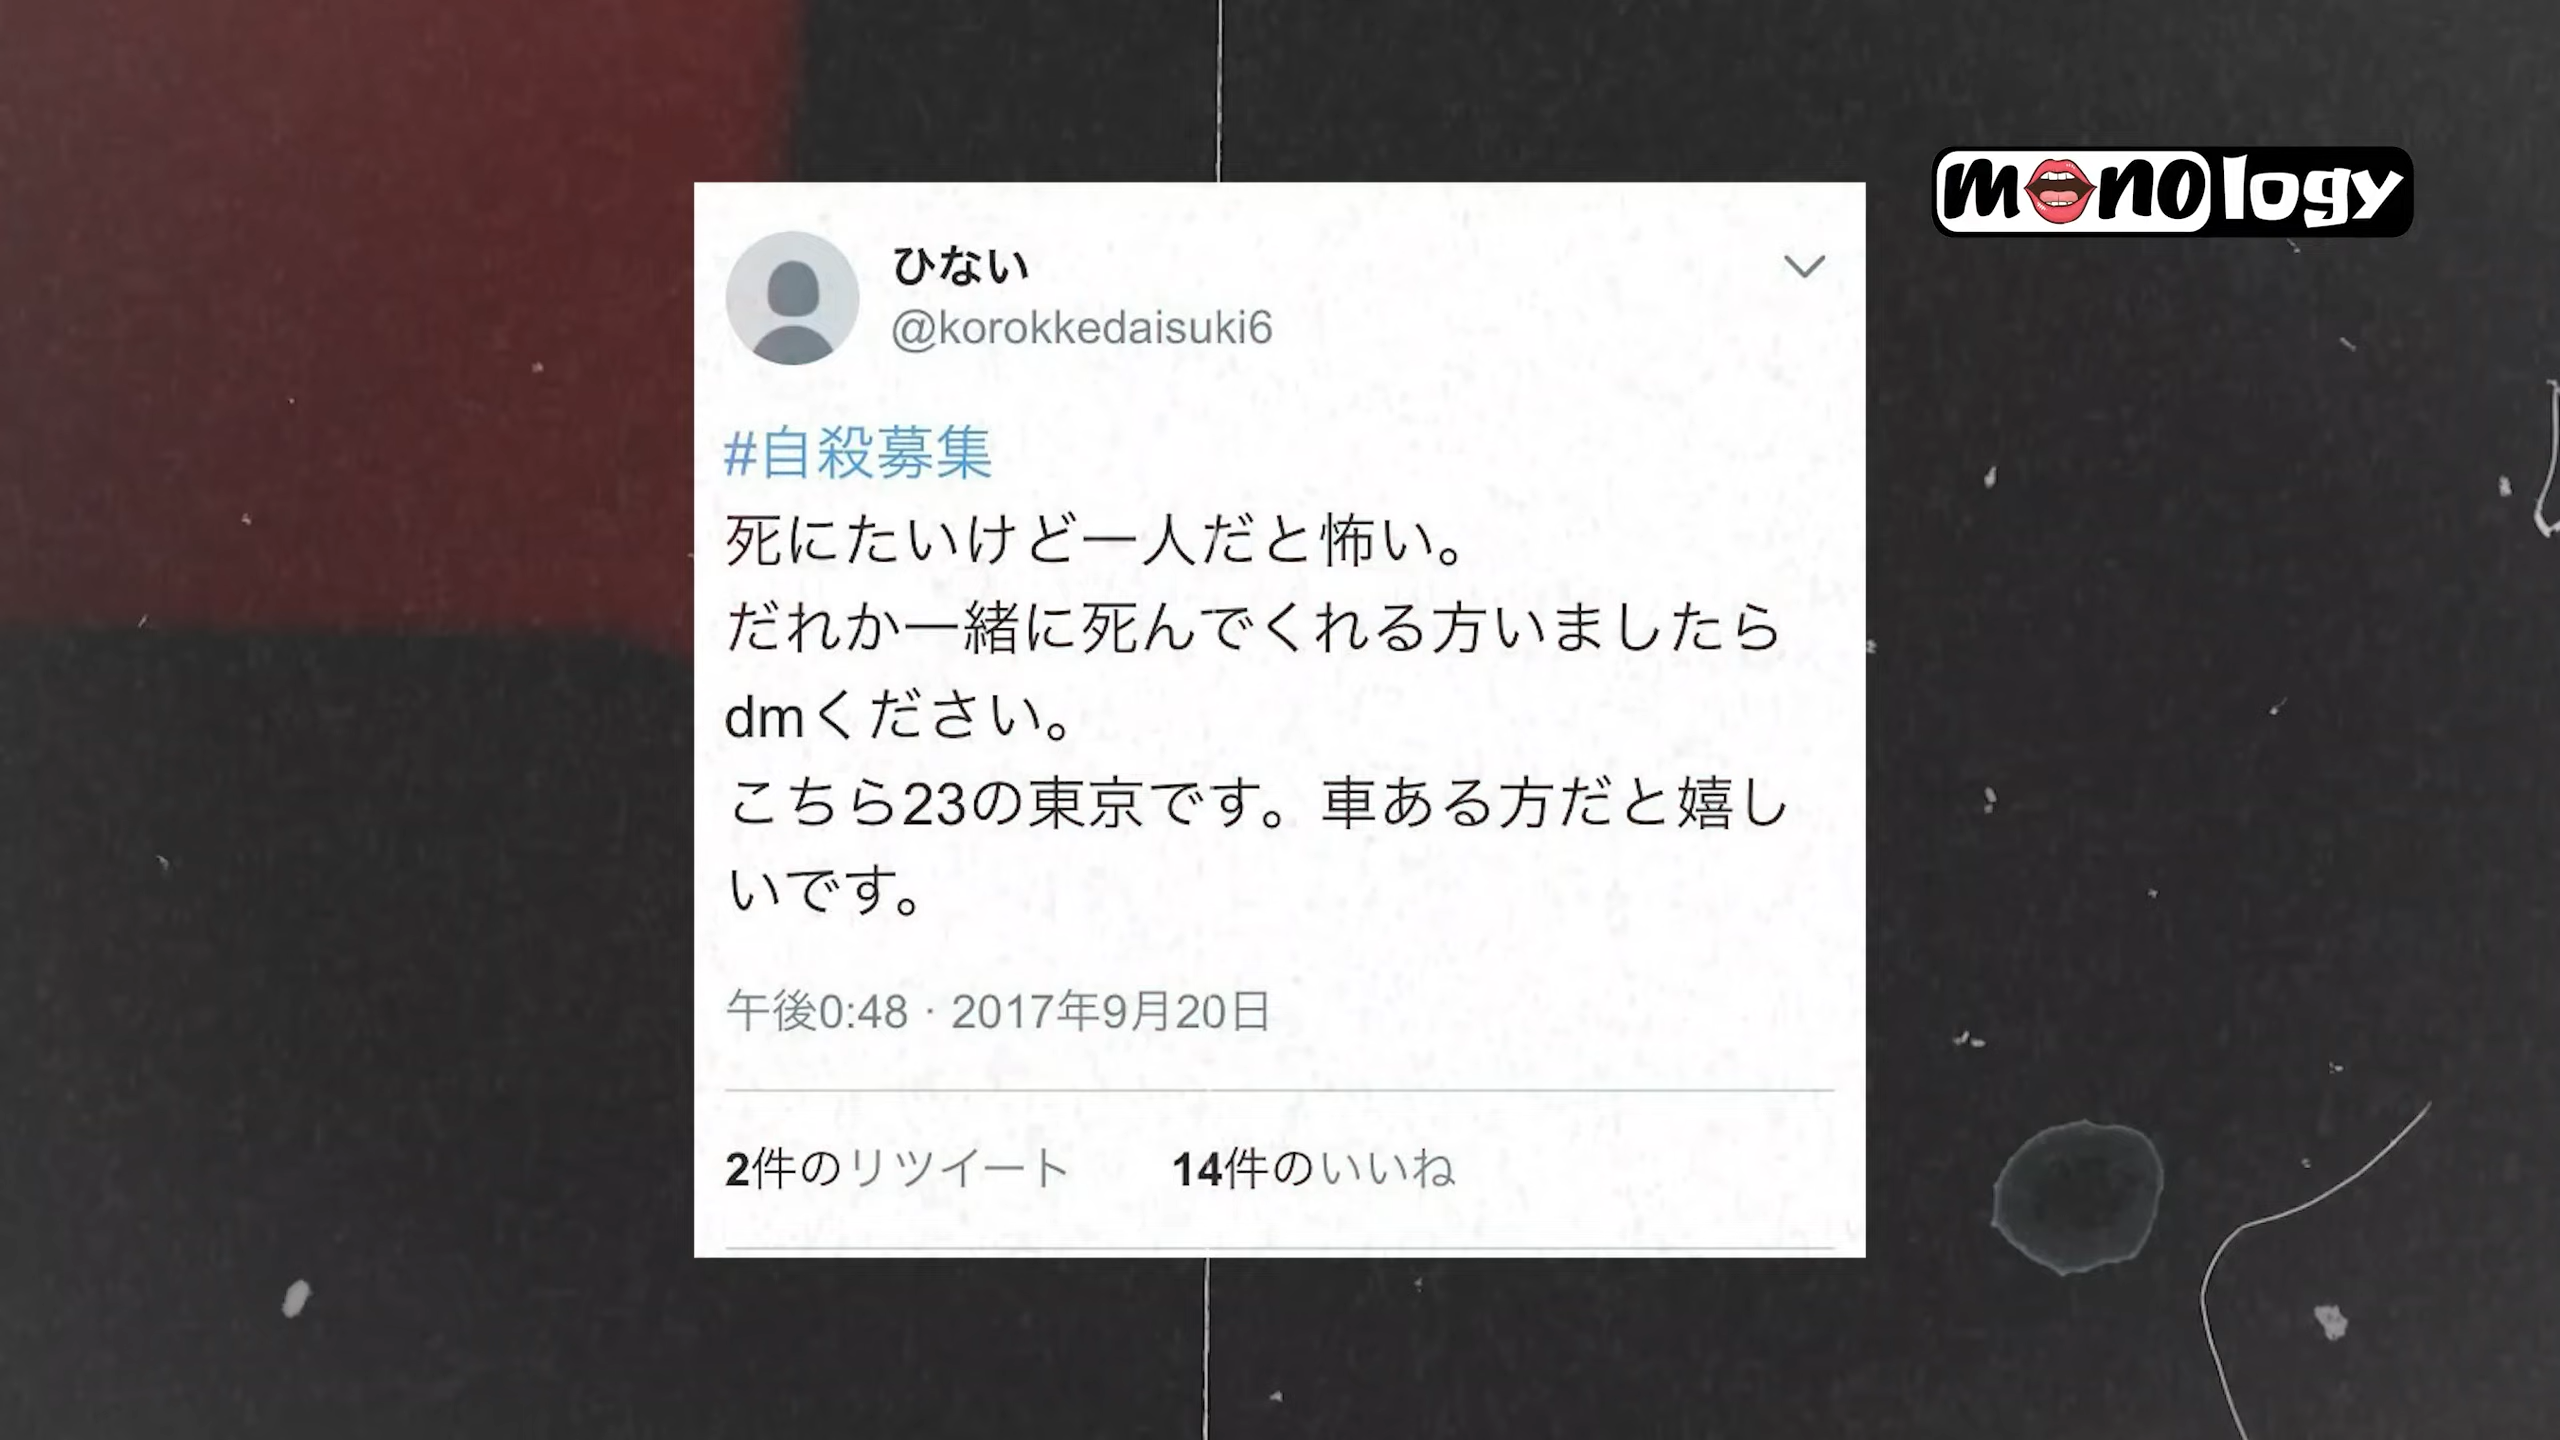 monology
ひない
@korokkedaisuki6
#自殺募集
死にたいけど一人だと怖い。
だれか一緒に死んでくれる方いましたら
dmください。
こちら23の東京です。車ある方だと嬉し
いです。
午後0:48 · 2017年9月20日
2件のリツイート 14件のいいね